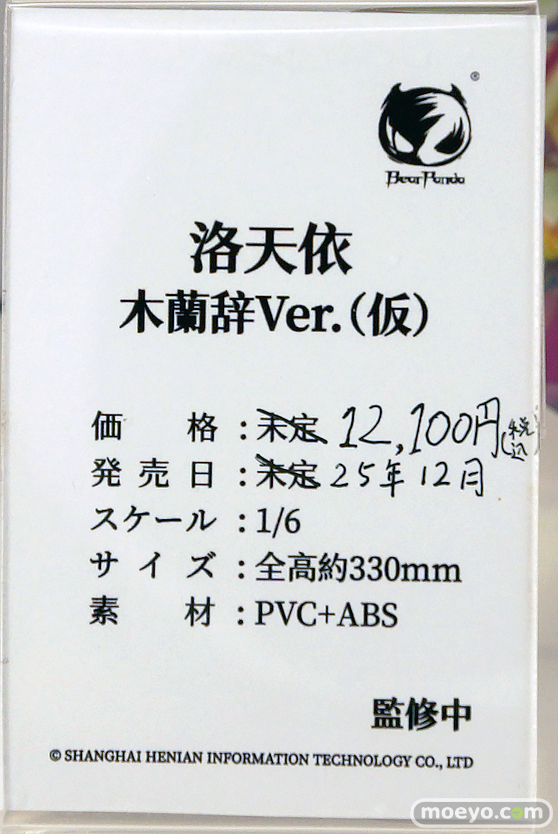 ®
BearPanda
洛天依
木蘭辞Ver.(仮)
価格:未定 12,100円(税込)
発売日:未定 25年12月
スケール:1/6
サイズ:全高約330mm
素材:PVC+ABS
監修中
© SHANGHAI HENIAN INFORMATION TECHNOLOGY CO., LTD
moeyo.com